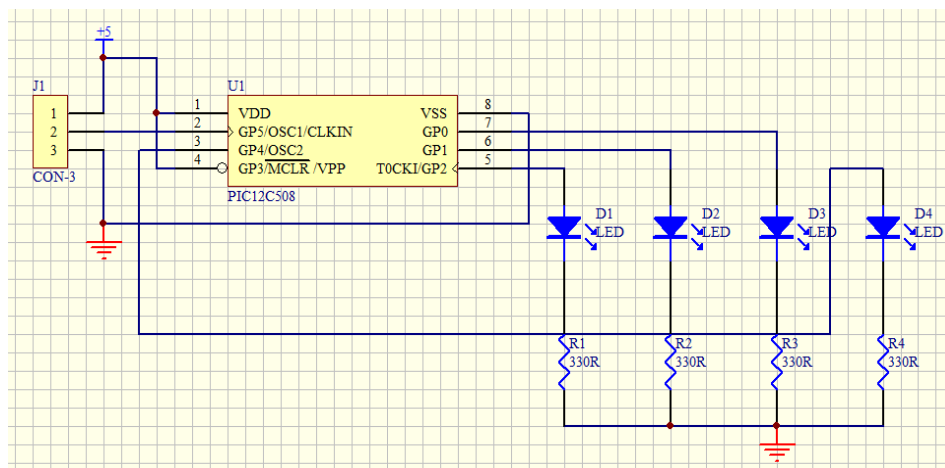 +5
J1
1
2
3
CON-3
U1
1 VDD VSS 8
2 GP5/OSC1/CLKIN GP0 7
3 GP4/OSC2 GP1 6
4 GP3/MCLR /VPP T0CKI/GP2 5
PIC12C508
D1
LED
D2
LED
D3
LED
D4
LED
R1
330R
R2
330R
R3
330R
R4
330R